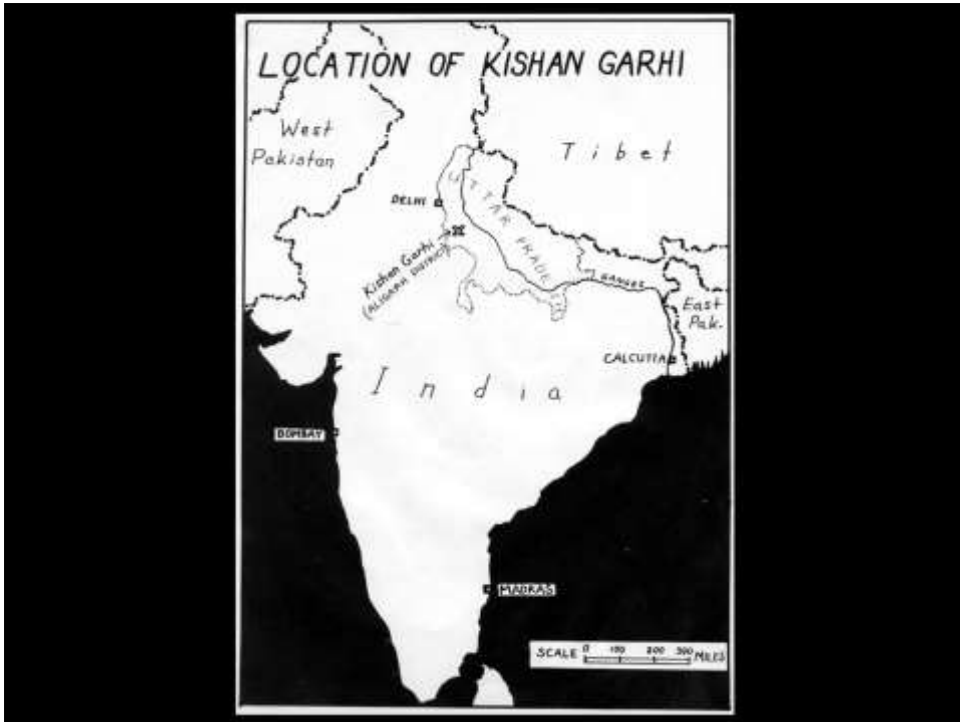 LOCATION OF KISHAN GARHI
West
Pakistan
Tibet
DELHI
UTTAR PRADESH
Kishan Garhi
(ALIGARH DISTRICT)
GANGES
East
Pak.
CALCUTTA
India
BOMBAY
MADRAS
SCALE 0 100 200 300 MILES